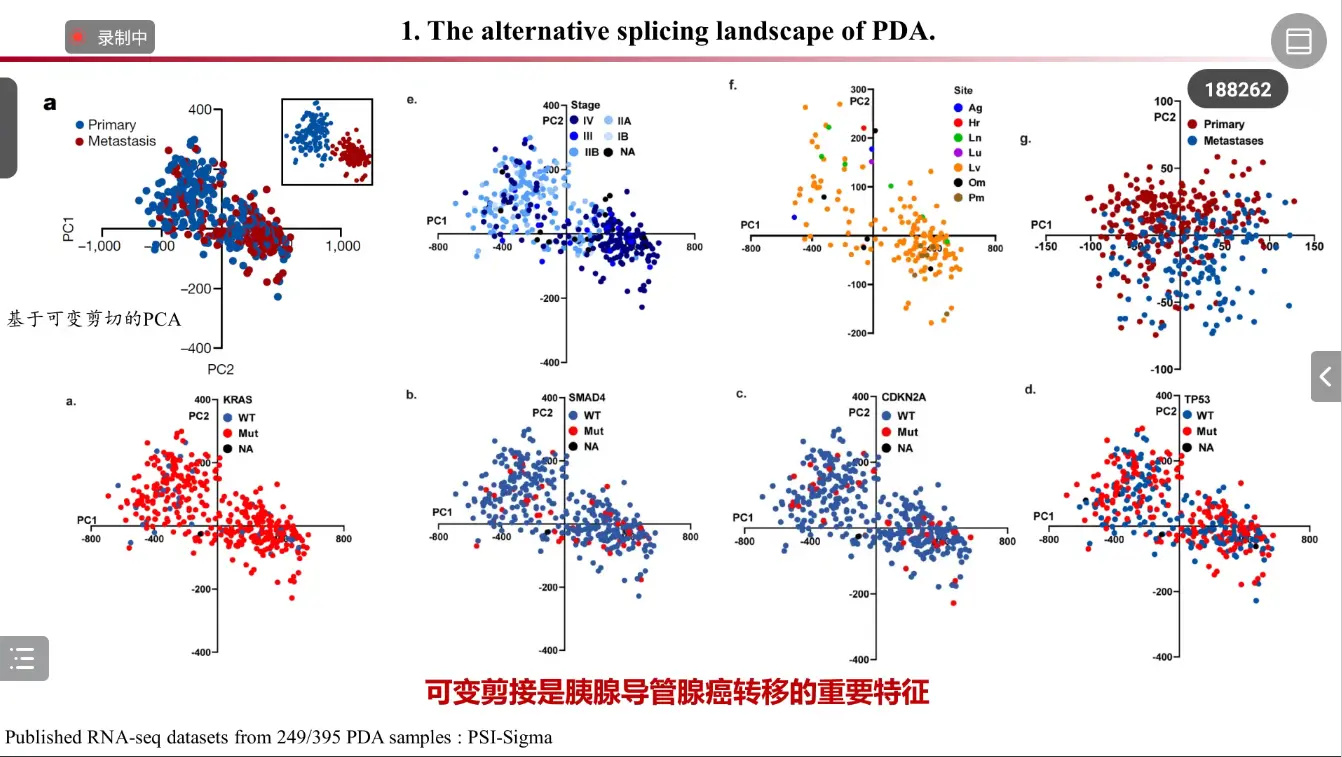 录制中
1. The alternative splicing landscape of PDA.
188262
a
Primary
Metastasis
400
−200
−400
−1,000
1,000
PC1
PC2
基于可变剪切的PCA
e.
Stage
IV IIA
III IB
IIB NA
PC2
PC1
400
-800
-400
800
-200
-400
f.
Site
Ag
Hr
Ln
Lu
Lv
Om
Pm
PC2
PC1
300
200
100
-100
-200
-800
-400
800
g.
Primary
Metastases
PC2
PC1
100
50
-50
-100
-150
-100
50
100
150
a.
KRAS
WT
Mut
NA
PC2
PC1
400
-200
-400
-800
-400
800
b.
SMAD4
WT
Mut
NA
PC2
PC1
400
-200
-400
-800
-400
800
c.
CDKN2A
WT
Mut
NA
PC2
PC1
400
-200
-400
-800
-400
800
d.
TP53
WT
Mut
NA
PC2
PC1
400
-200
-400
-800
-400
800
可变剪接是胰腺导管腺癌转移的重要特征
Published RNA-seq datasets from 249/395 PDA samples : PSI-Sigma